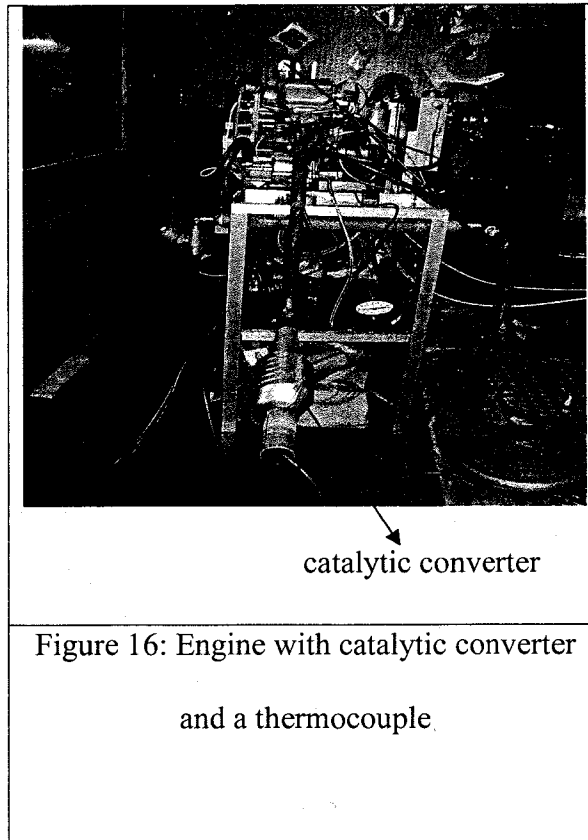 catalytic converter
Figure 16: Engine with catalytic converter
and a thermocouple